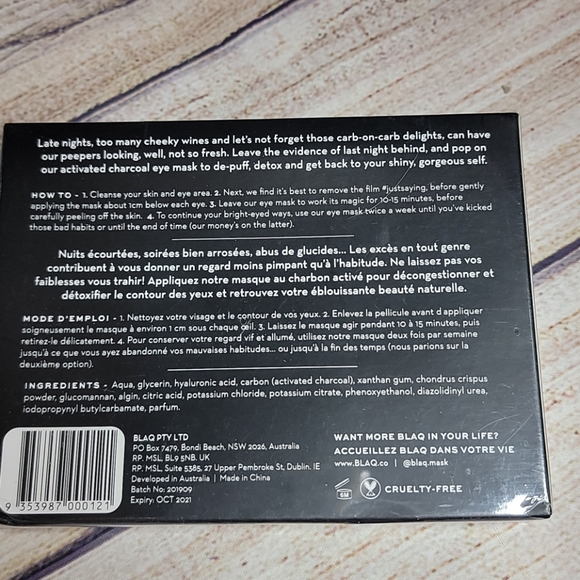 Late nights, too many cheeky wines and let's not forget those carb-on-carb delights, can have
our peepers looking, well, not so fresh. Leave the evidence of last night behind, and pop on
our activated charcoal eye mask to de-puff, detox and get back to your shiny, gorgeous self.
HOW TO - 1. Cleanse your skin and eye area. 2. Next, we find it's best to remove the film #justsaying, before gently
applying the mask about 1cm below each eye. 3. Leave our eye mask to work its magic for 10-15 minutes, before
carefully peeling off the skin. 4. To continue your bright-eyed ways, use our eye mask twice a week until you've kicked
those bad habits or until the end of time (our money's on the latter).
Nuits écourtées, soirées bien arrosées, abus de glucides... Les excès en tout genre
contribuent à vous donner un regard moins pimpant qu'à l'habitude. Ne laissez pas vos
faiblesses vous trahir! Appliquez notre masque au charbon activé pour décongestionner et
détoxifier le contour des yeux et retrouvez votre éblouissante beauté naturelle.
MODE D'EMPLOI - 1. Nettoyez votre visage et le contour de vos yeux. 2. Enlevez la pellicule avant d appliquer
soigneusement le masque à environ 1 cm sous chaque œil. 3. Laissez le masque agir pendant 10 à 15 minutes, puis
retirez-le délicatement. 4. Pour conserver votre regard vif et allumé, utilisez notre masque deux fois par semaine
jusqu'à ce que vous ayez abandonné vos mauvaises habitudes... ou jusqu'à la fin des temps (nous parions sur la
deuxième option).
INGREDIENTS - Aqua, glycerin, hyaluronic acid, carbon (activated charcoal), xanthan gum, chondrus crispus
powder, glucomannan, algin, citric acid, potassium chloride, potassium citrate, phenoxyethanol, diazolidinyl urea,
iodopropynyl butylcarbamate, parfum.
BLAQ PTY LTD
PO Box 7479, Bondi Beach, NSW 2026, Australia
RP. MSL, BL9 5NB. UK
RP. MSL, Suite 5385, 27 Upper Pembroke St, Dublin. IE
Developed in Australia | Made in China
Batch No: 201909
Expiry: OCT 2021
9 353987 000121
WANT MORE BLAQ IN YOUR LIFE?
ACCUEILLEZ BLAQ DANS VOTRE VIE
www.BLAQ.co | @blaq.mask
6M
CRUELTY-FREE